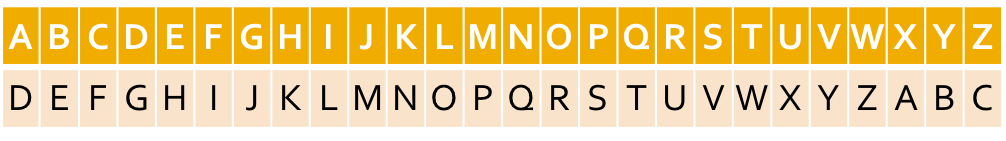 A B C D E F G H I J K L M N O P Q R S T U V W X Y Z
D E F G H I J K L M N O P Q R S T U V W X Y Z A B C